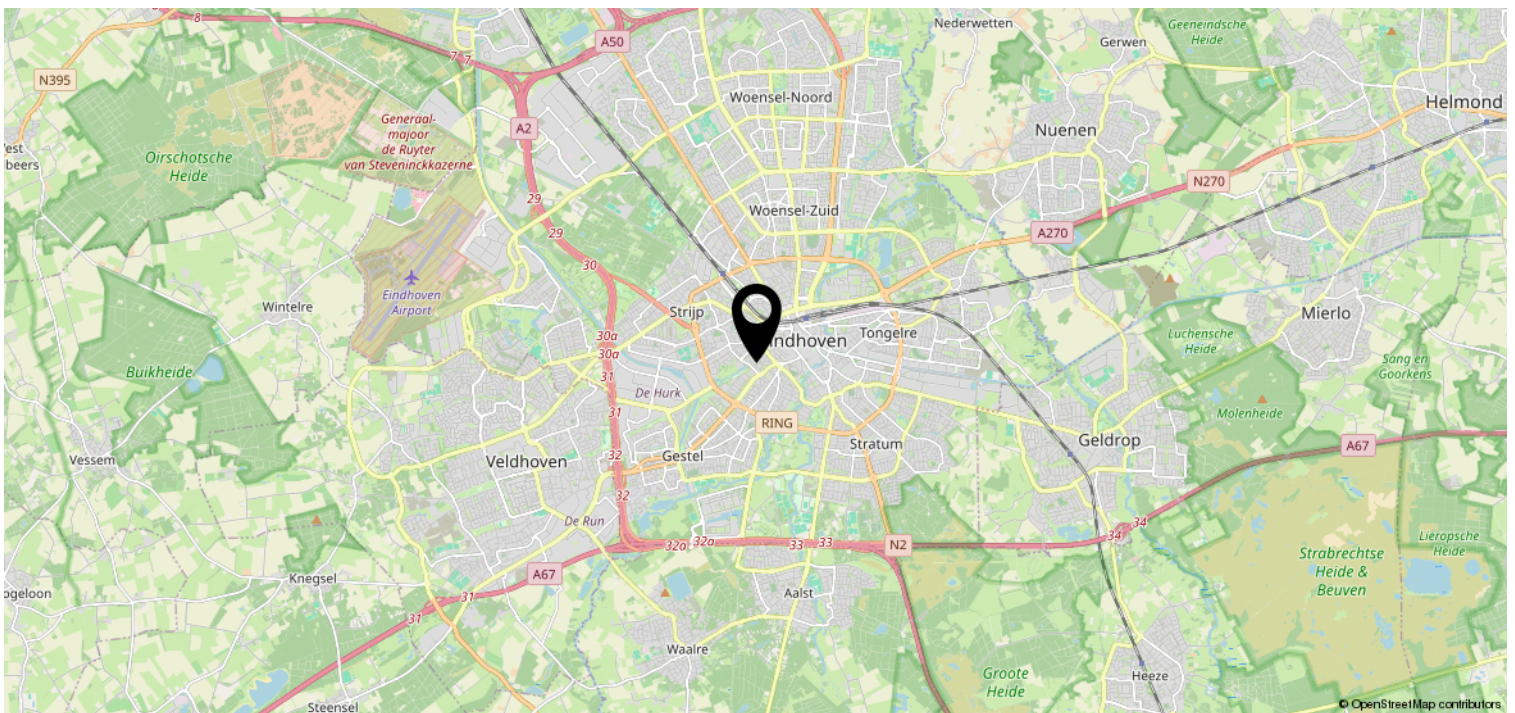 8
Nederwetten
Geeneindsche
Heide
A50
Gerwen
7
7
N395
Woensel-Noord
Helmond
Generaal-
majoor
de Ruyter
van Steveninckkazerne
A2
Nuenen
beers
Oirschotsche
Heide
N270
29
Woensel-Zuid
29
A270
30
Eindhoven
Airport
Wintelre
Strijp
Tongelre
Mierlo
30a
30a
indhoven
Luchensche
Heide
Buikheide
31
Sang en
Goorkens
De Hurk
31
Molenheide
RING
Stratum
Geldrop
A67
Vessem
Veldhoven
32
Gestel
32
De Run
34
34
32a
32a
33
33
N2
Lieropsche
Heide
Strabrechtse
Heide &
Beuven
Knegsel
A67
ogeloon
31
31
Aalst
Waalre
Groote
Heide
Heeze
Steensel
© OpenStreetMap contributors